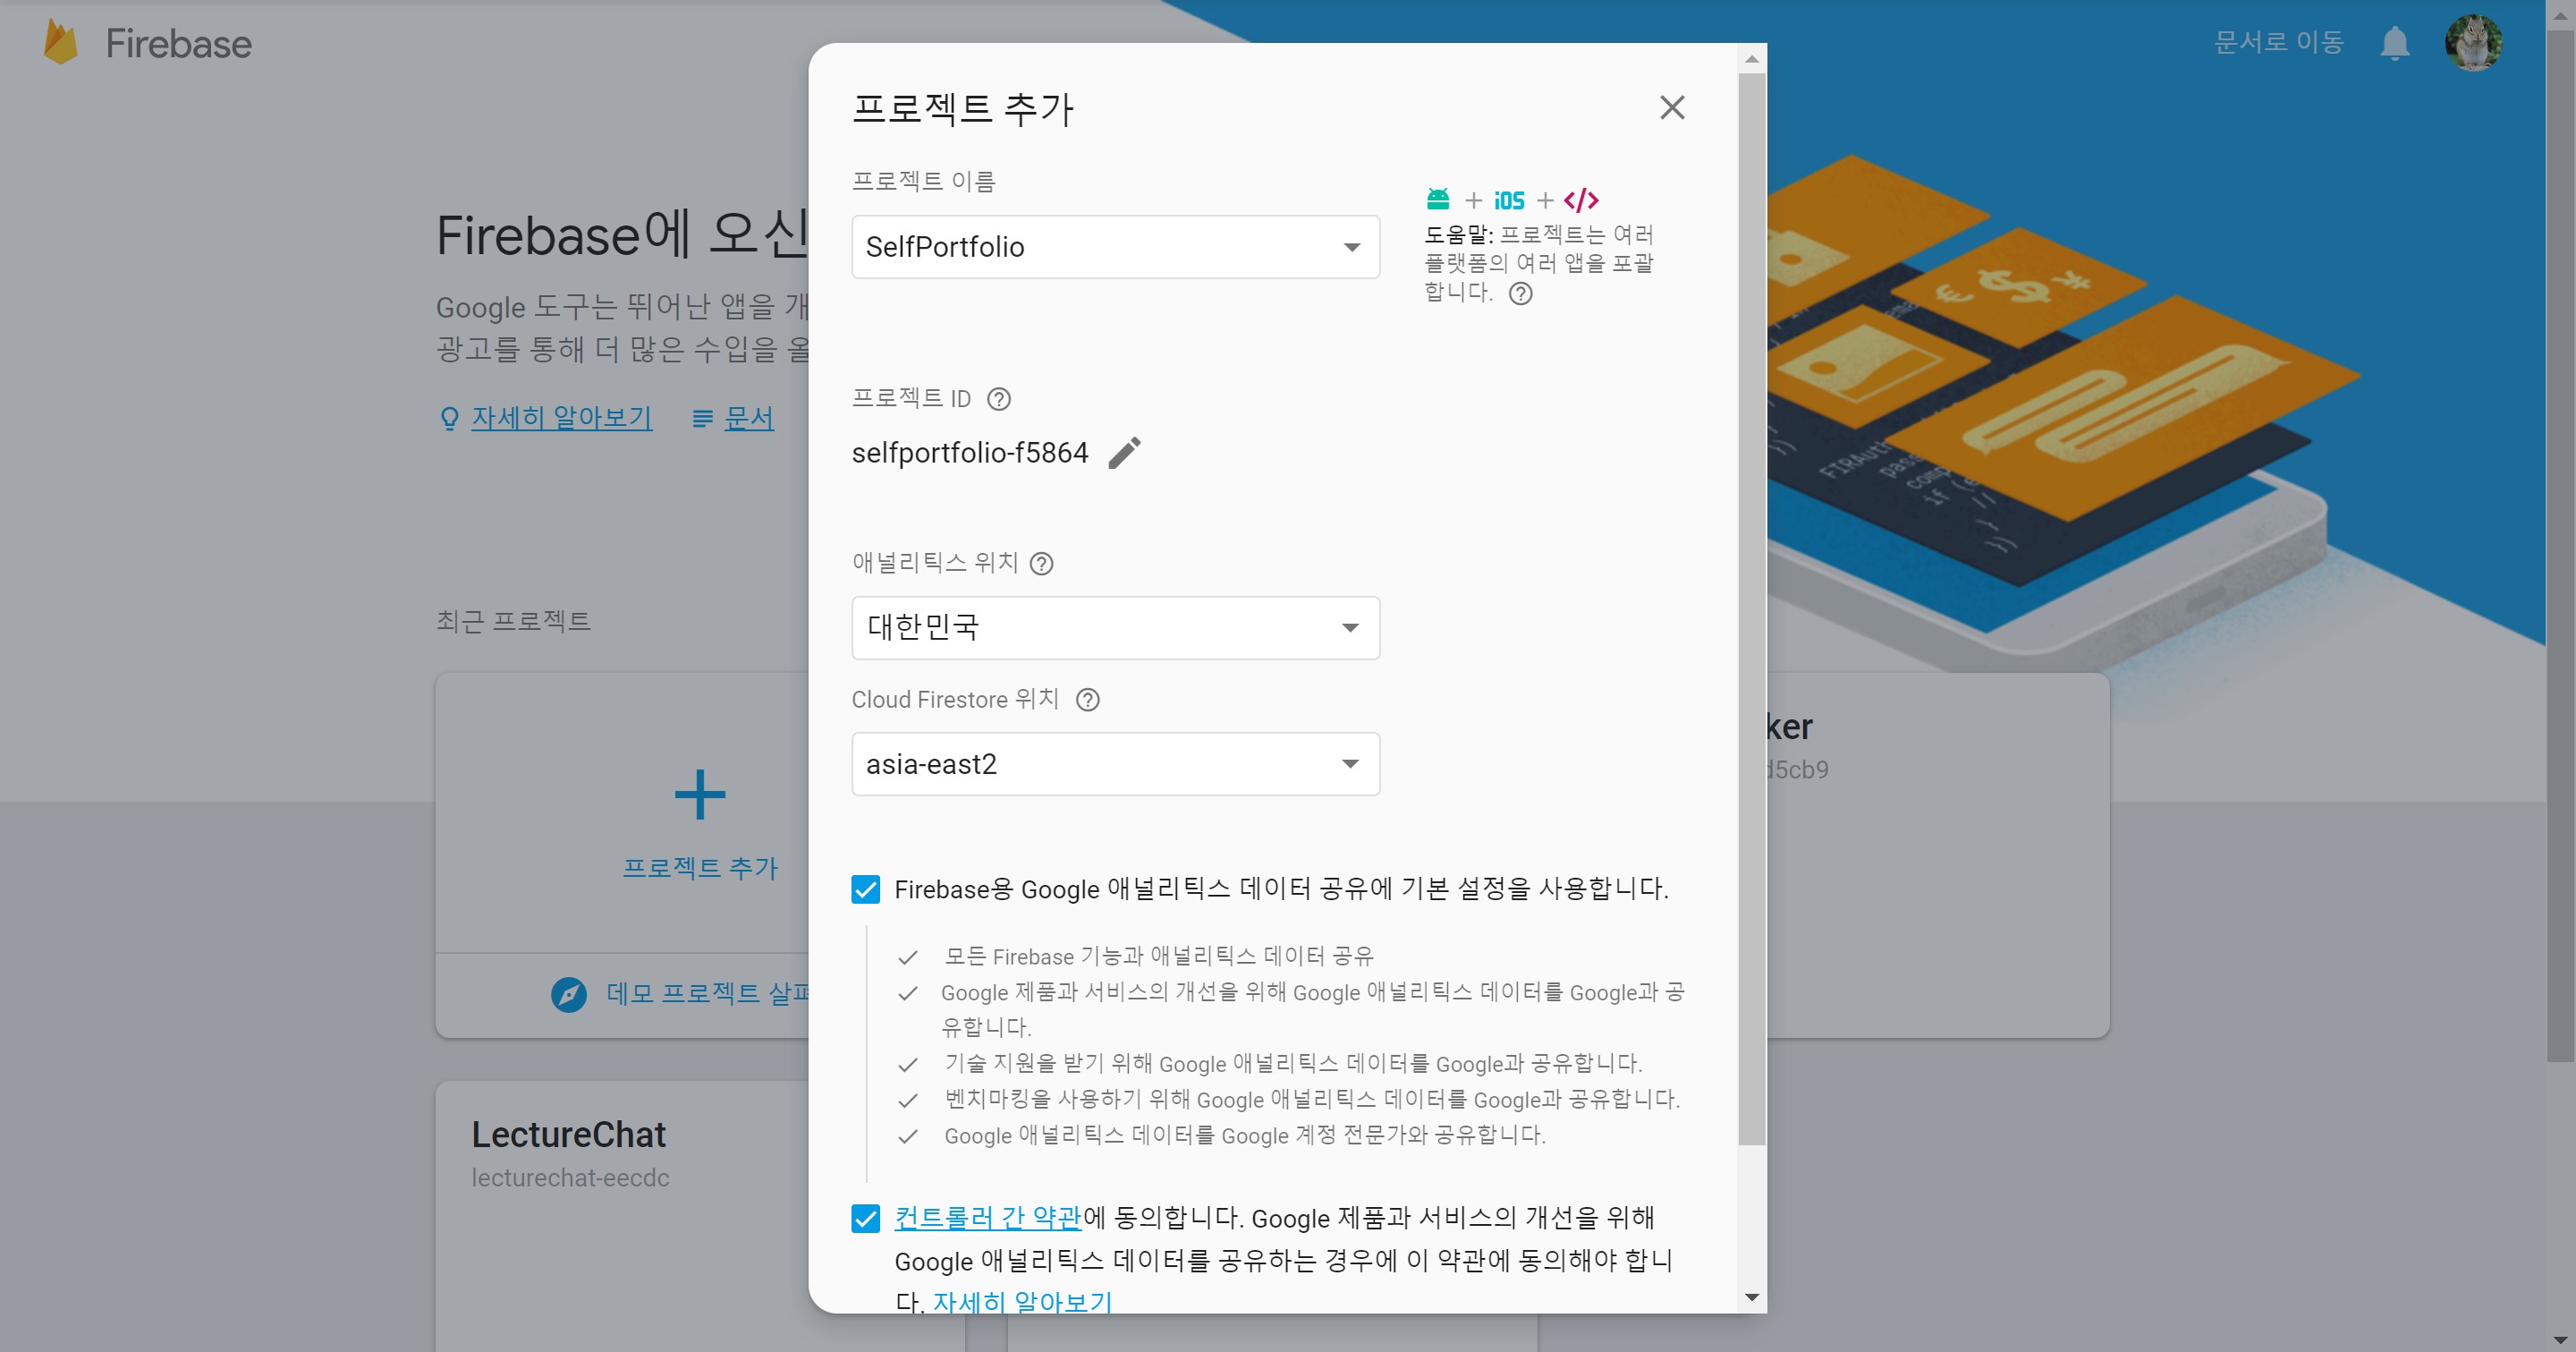 Firebase
문서로 이동
Firebase에 오신
Google 도구는 뛰어난 앱을 개
광고를 통해 더 많은 수입을 올
자세히 알아보기
문서
최근 프로젝트
프로젝트 추가
데모 프로젝트 살펴
LectureChat
lecturechat-eecdc
ker
d5cb9
프로젝트 추가
프로젝트 이름
SelfPortfolio
+ iOS + </>
도움말: 프로젝트는 여러
플랫폼의 여러 앱을 포괄
합니다.
프로젝트 ID
selfportfolio-f5864
애널리틱스 위치
대한민국
Cloud Firestore 위치
asia-east2
Firebase용 Google 애널리틱스 데이터 공유에 기본 설정을 사용합니다.
모든 Firebase 기능과 애널리틱스 데이터 공유
Google 제품과 서비스의 개선을 위해 Google 애널리틱스 데이터를 Google과 공
유합니다.
기술 지원을 받기 위해 Google 애널리틱스 데이터를 Google과 공유합니다.
벤치마킹을 사용하기 위해 Google 애널리틱스 데이터를 Google과 공유합니다.
Google 애널리틱스 데이터를 Google 계정 전문가와 공유합니다.
컨트롤러 간 약관에 동의합니다. Google 제품과 서비스의 개선을 위해
Google 애널리틱스 데이터를 공유하는 경우에 이 약관에 동의해야 합니
다. 자세히 알아보기